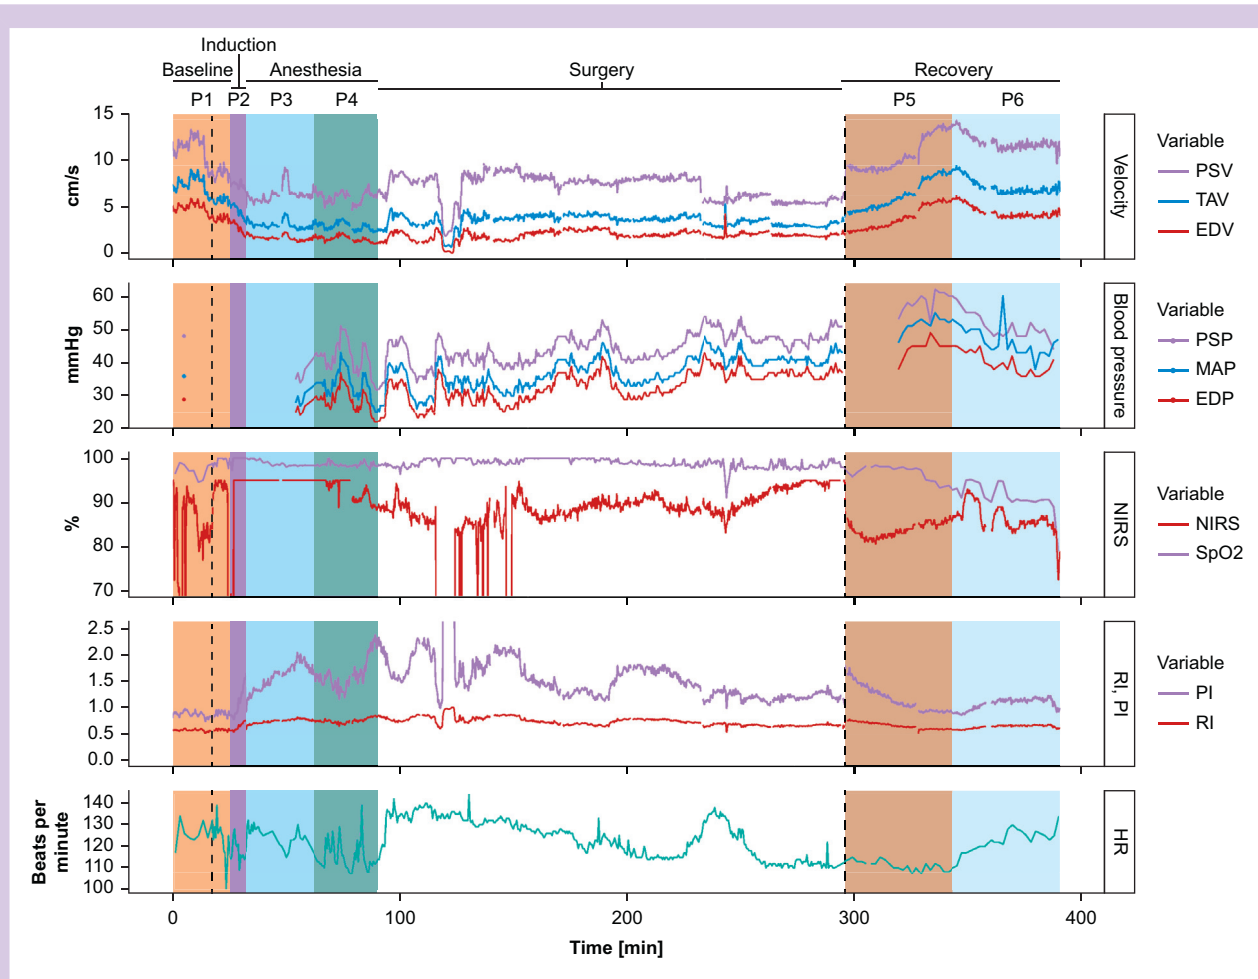 Induction
Baseline Anesthesia Surgery Recovery
P1 P2 P3 P4 P5 P6
15
10
5
0
cm/s
Velocity
Variable
PSV
TAV
EDV
60
50
40
30
20
mmHg
Blood pressure
Variable
PSP
MAP
EDP
100
90
80
70
%
NIRS
Variable
NIRS
SpO2
2.5
2.0
1.5
1.0
0.5
0.0
RI, PI
Variable
PI
RI
140
130
120
110
100
Beats per
minute
HR
0 100 200 300 400
Time [min]